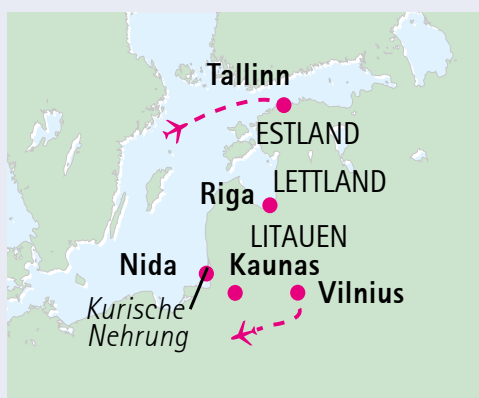 Tallinn
ESTLAND
LETTLAND
Riga
LITAUEN
Nida
Kaunas
Vilnius
Kurische
Nehrung